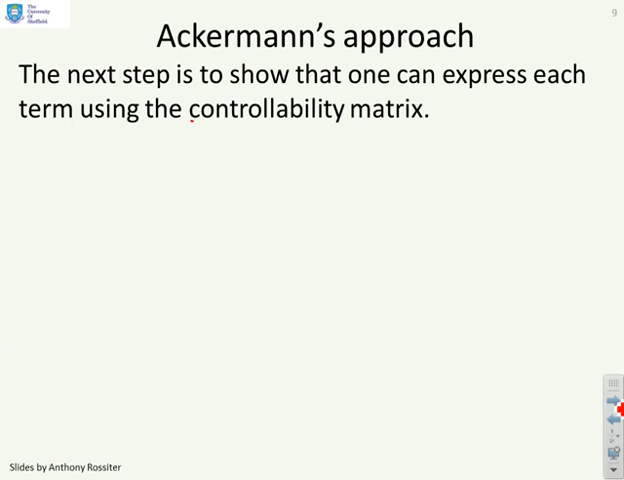 The
University
Of
Sheffield.
9
Ackermann's approach
The next step is to show that one can express each
term using the controllability matrix.
Slides by Anthony Rossiter